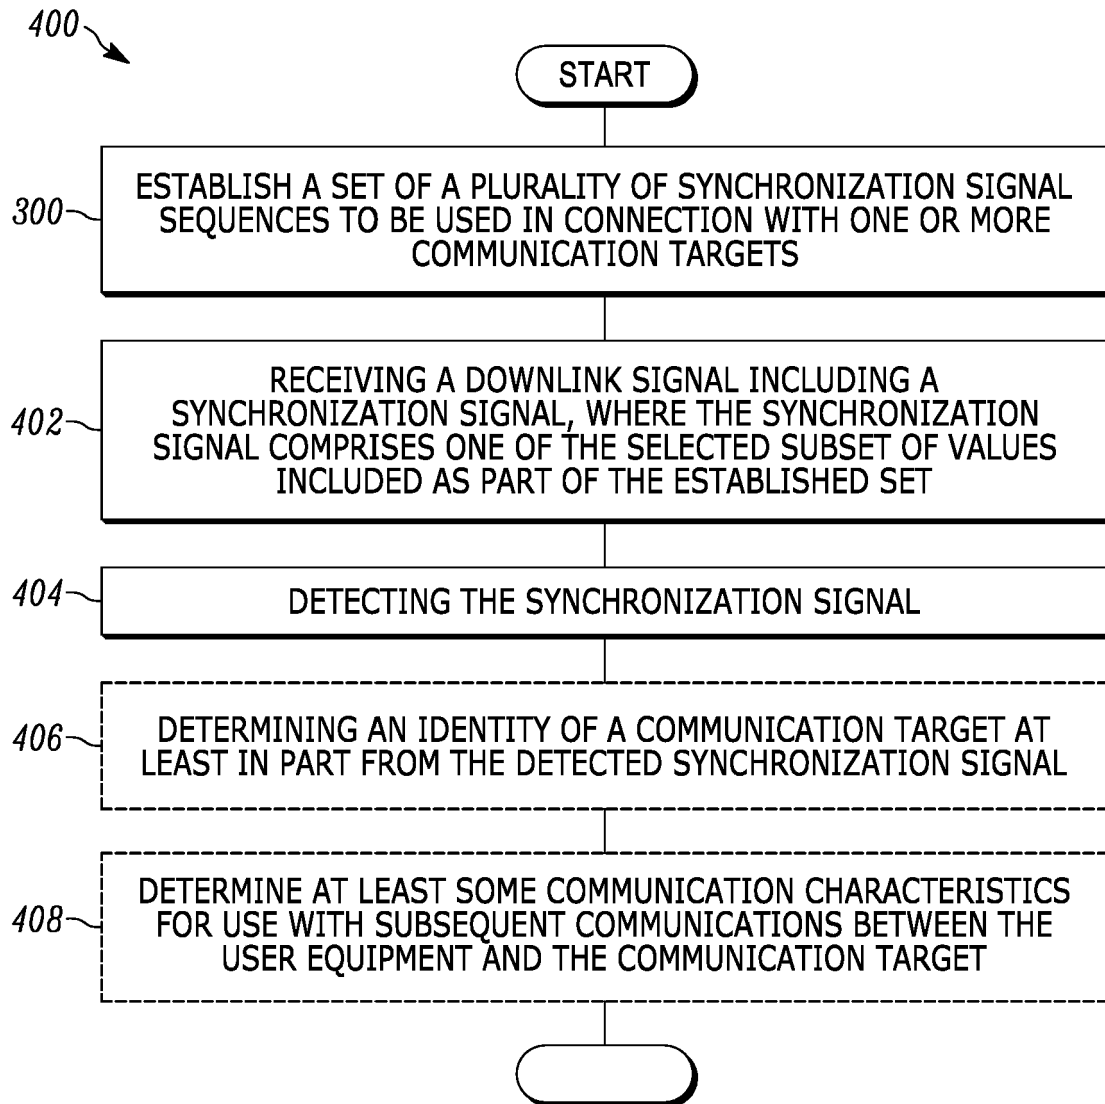 400
START
300
ESTABLISH A SET OF A PLURALITY OF SYNCHRONIZATION SIGNAL
SEQUENCES TO BE USED IN CONNECTION WITH ONE OR MORE
COMMUNICATION TARGETS
402
RECEIVING A DOWNLINK SIGNAL INCLUDING A
SYNCHRONIZATION SIGNAL, WHERE THE SYNCHRONIZATION
SIGNAL COMPRISES ONE OF THE SELECTED SUBSET OF VALUES
INCLUDED AS PART OF THE ESTABLISHED SET
404
DETECTING THE SYNCHRONIZATION SIGNAL
406
DETERMINING AN IDENTITY OF A COMMUNICATION TARGET AT
LEAST IN PART FROM THE DETECTED SYNCHRONIZATION SIGNAL
408
DETERMINE AT LEAST SOME COMMUNICATION CHARACTERISTICS
FOR USE WITH SUBSEQUENT COMMUNICATIONS BETWEEN THE
USER EQUIPMENT AND THE COMMUNICATION TARGET